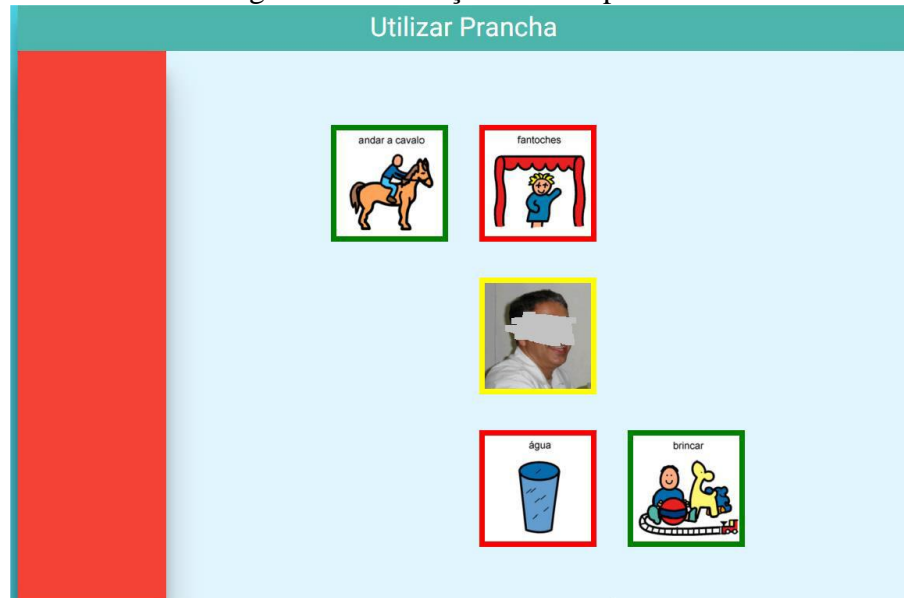 Utilizar Prancha
andar a cavalo
fantoches
água
brincar